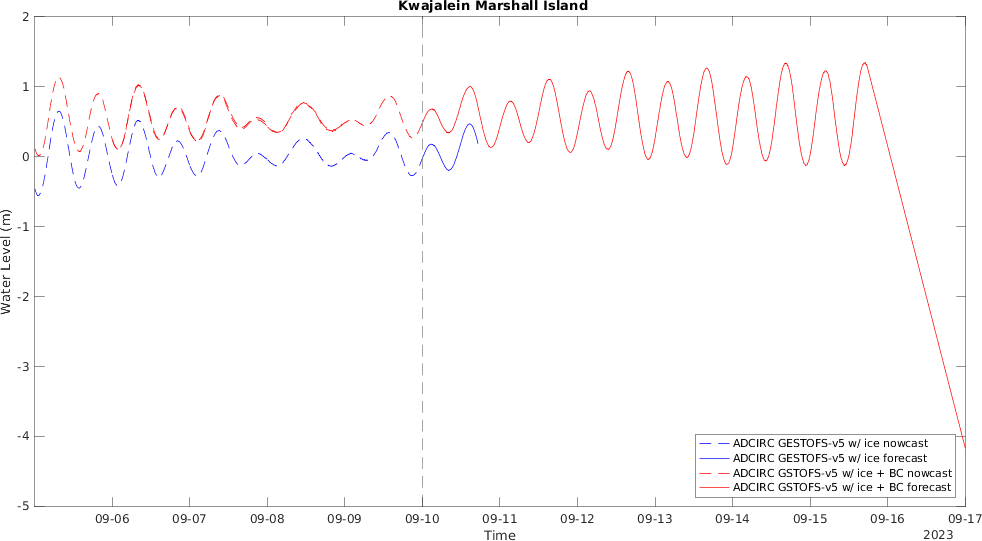 Kwajalein Marshall Island
2
1
0
-1
-2
-3
-4
-5
Water Level (m)
ADCIRC GESTOFS-v5 w/ ice nowcast
ADCIRC GESTOFS-v5 w/ ice forecast
ADCIRC GSTOFS-v5 w/ ice + BC nowcast
ADCIRC GSTOFS-v5 w/ ice + BC forecast
09-06 09-07 09-08 09-09 09-10 09-11 09-12 09-13 09-14 09-15 09-16 09-17
Time
2023